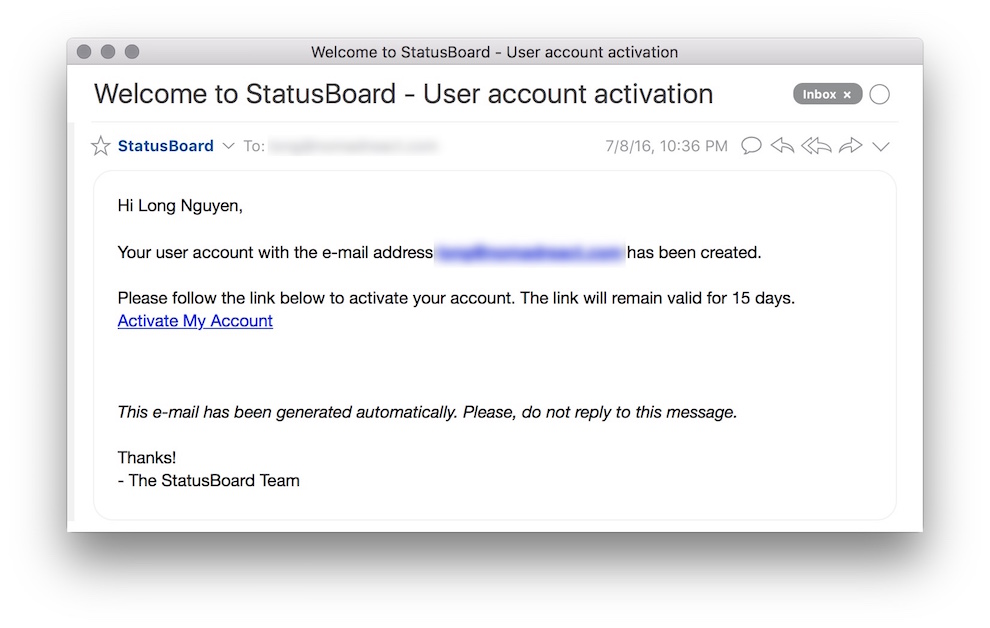 Welcome to StatusBoard - User account activation
Welcome to StatusBoard - User account activation
Inbox ×
StatusBoard To:
7/8/16, 10:36 PM
Hi Long Nguyen,
Your user account with the e-mail address has been created.
Please follow the link below to activate your account. The link will remain valid for 15 days.
Activate My Account
This e-mail has been generated automatically. Please, do not reply to this message.
Thanks!
- The StatusBoard Team